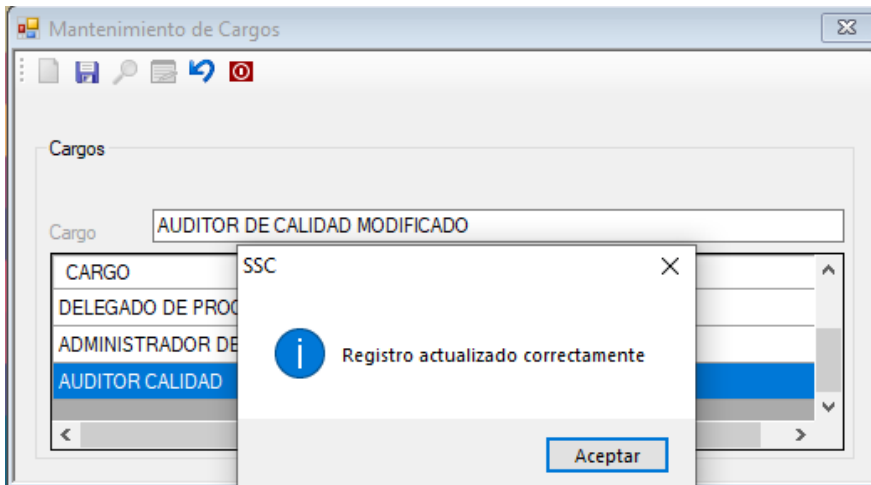 Mantenimiento de Cargos
Cargos
Cargo
AUDITOR DE CALIDAD MODIFICADO
CARGO
DELEGADO DE
ADMINISTRADOR DE
AUDITOR CALIDAD
SSC
Registro actualizado correctamente
Aceptar